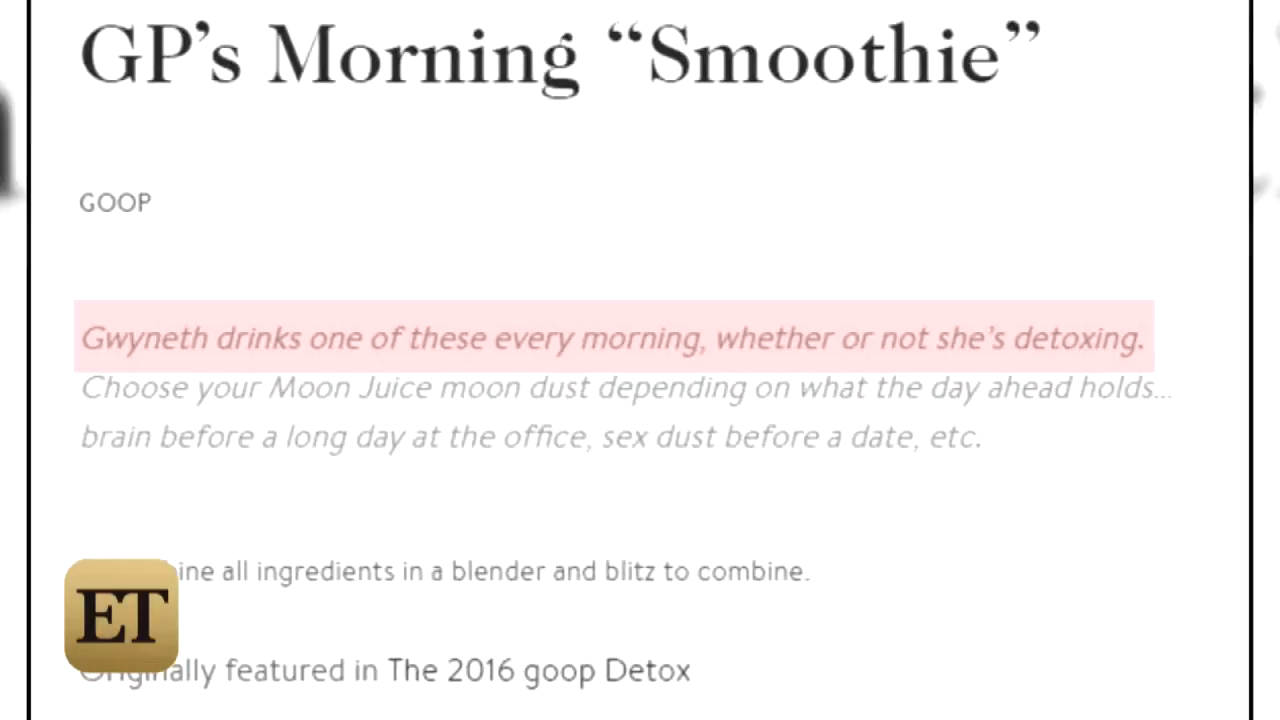 GP’s Morning “Smoothie”
GOOP
Gwyneth drinks one of these every morning, whether or not she’s detoxing.
Choose your Moon Juice moon dust depending on what the day ahead holds...
brain before a long day at the office, sex dust before a date, etc.
all ingredients in a blender and blitz to combine.
ET
featured in The 2016 goop Detox